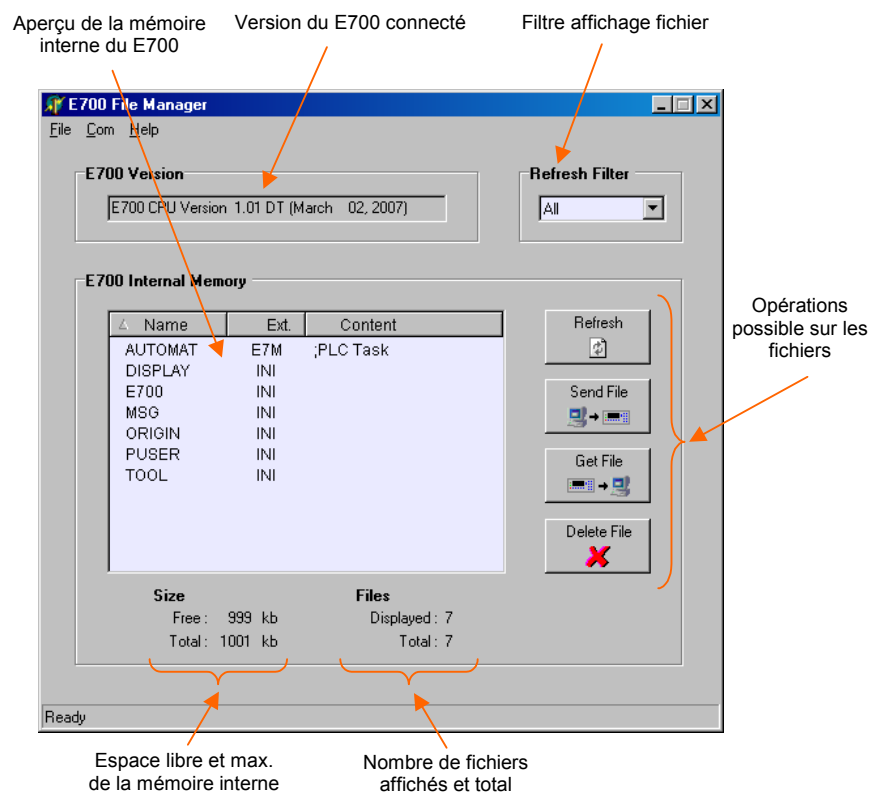 Aperçu de la mémoire
interne du E700
Version du E700 connecté
Filtre affichage fichier
E700 File Manager
File Com Help
E700 Version
E700 CPU Version 1.01 DT (March 02, 2007)
Refresh Filter
All
E700 Internal Memory
Name Ext. Content
AUTOMAT E7M ;PLC Task
DISPLAY INI
E700 INI
MSG INI
ORIGIN INI
PUSER INI
TOOL INI
Refresh
Send File
Get File
Delete File
Opérations
possible sur les
fichiers
Size
Free : 999 kb
Total : 1001 kb
Files
Displayed : 7
Total : 7
Ready
Espace libre et max.
de la mémoire interne
Nombre de fichiers
affichés et total